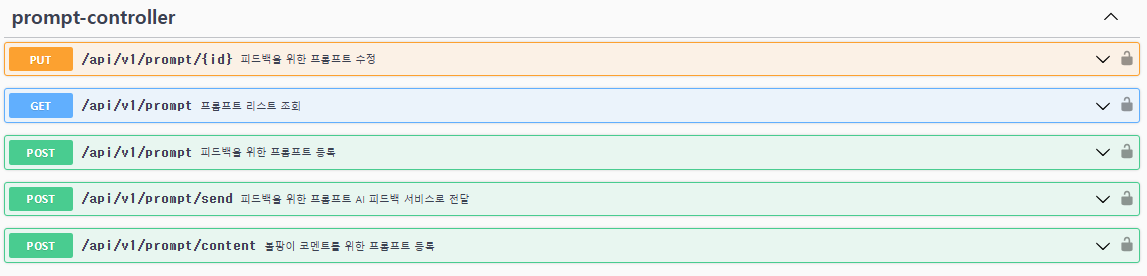 prompt-controller
PUT /api/v1/prompt/{id} 피드백을 위한 프롬프트 수정
GET /api/v1/prompt 프롬프트 리스트 조회
POST /api/v1/prompt 피드백을 위한 프롬프트 등록
POST /api/v1/prompt/send 피드백을 위한 프롬프트 AI 피드백 서비스로 전달
POST /api/v1/prompt/content 볼팡이 코멘트를 위한 프롬프트 등록